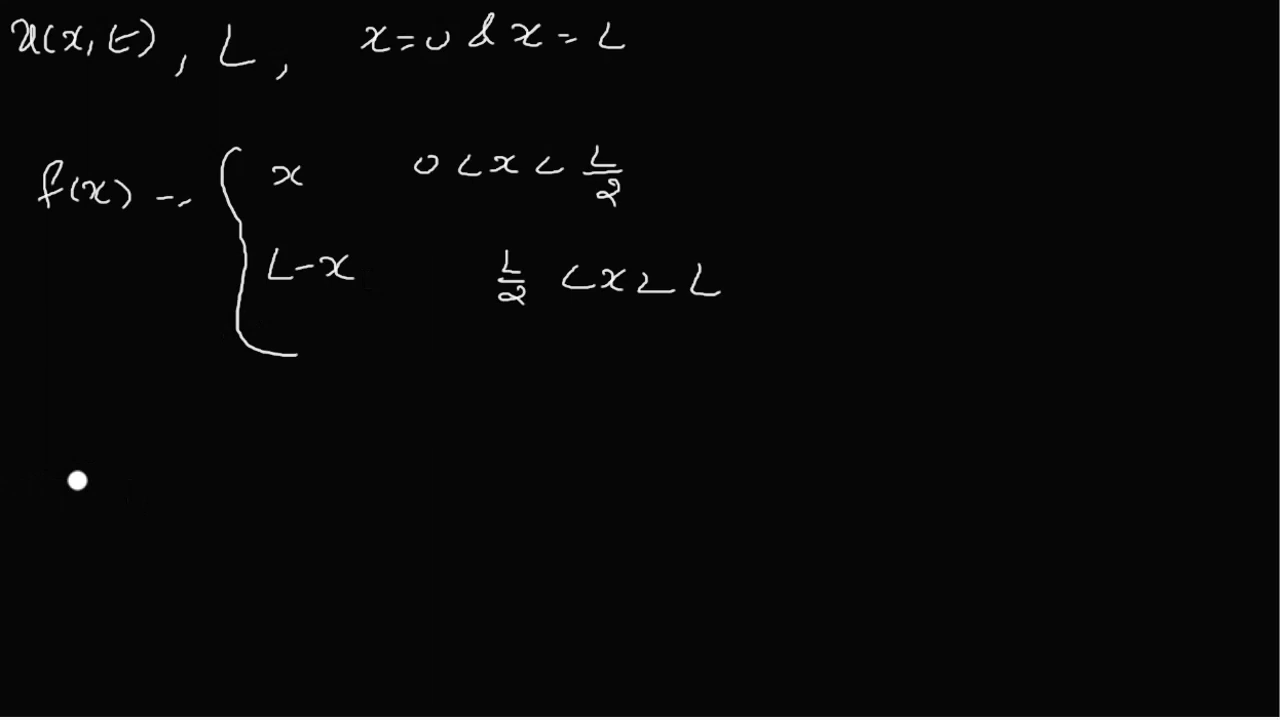 u(x,t), L, x=0 & x=L
f(x) = { x 0<x<L/2
L-x L/2 <x<L